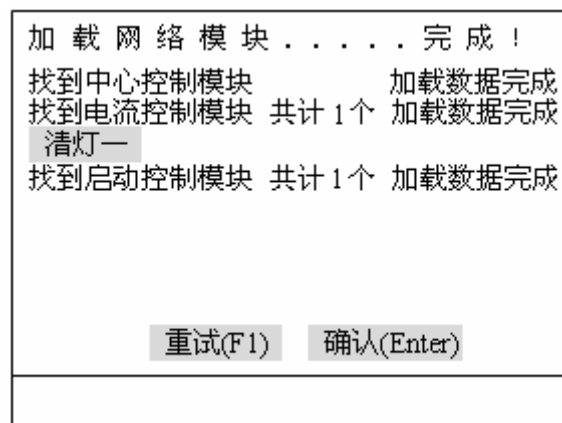 加载网络模块.....完成！
找到中心控制模块 加载数据完成
找到电流控制模块 共计1个 加载数据完成
清灯一
找到启动控制模块 共计1个 加载数据完成
重试(F1) 确认(Enter)